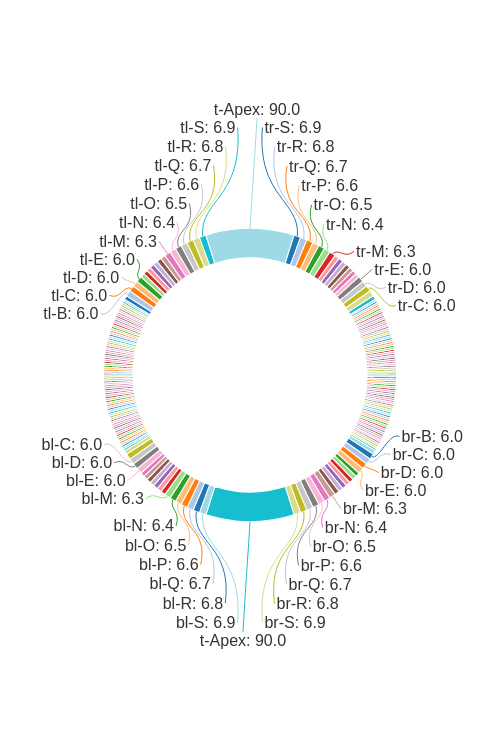 t-Apex: 90.0
tl-S: 6.9 tr-S: 6.9
tl-R: 6.8 tr-R: 6.8
tl-Q: 6.7 tr-Q: 6.7
tl-P: 6.6 tr-P: 6.6
tl-O: 6.5 tr-O: 6.5
tl-N: 6.4 tr-N: 6.4
tl-M: 6.3 tr-M: 6.3
tl-E: 6.0 tr-E: 6.0
tl-D: 6.0 tr-D: 6.0
tl-C: 6.0 tr-C: 6.0
tl-B: 6.0
br-B: 6.0
bl-C: 6.0 br-C: 6.0
bl-D: 6.0 br-D: 6.0
bl-E: 6.0 br-E: 6.0
bl-M: 6.3 br-M: 6.3
bl-N: 6.4 br-N: 6.4
bl-O: 6.5 br-O: 6.5
bl-P: 6.6 br-P: 6.6
bl-Q: 6.7 br-Q: 6.7
bl-R: 6.8 br-R: 6.8
bl-S: 6.9 br-S: 6.9
t-Apex: 90.0